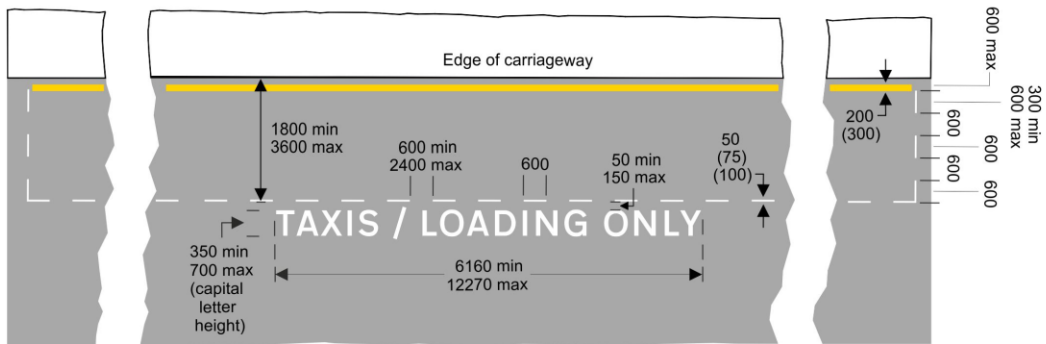 Edge of carriageway
600 max
300 min
600 max
200
(300)
600
600
600
600
1800 min
3600 max
600 min
2400 max
600
50 min
150 max
50
(75)
(100)
TAXIS / LOADING ONLY
350 min
700 max
(capital
letter
height)
6160 min
12270 max